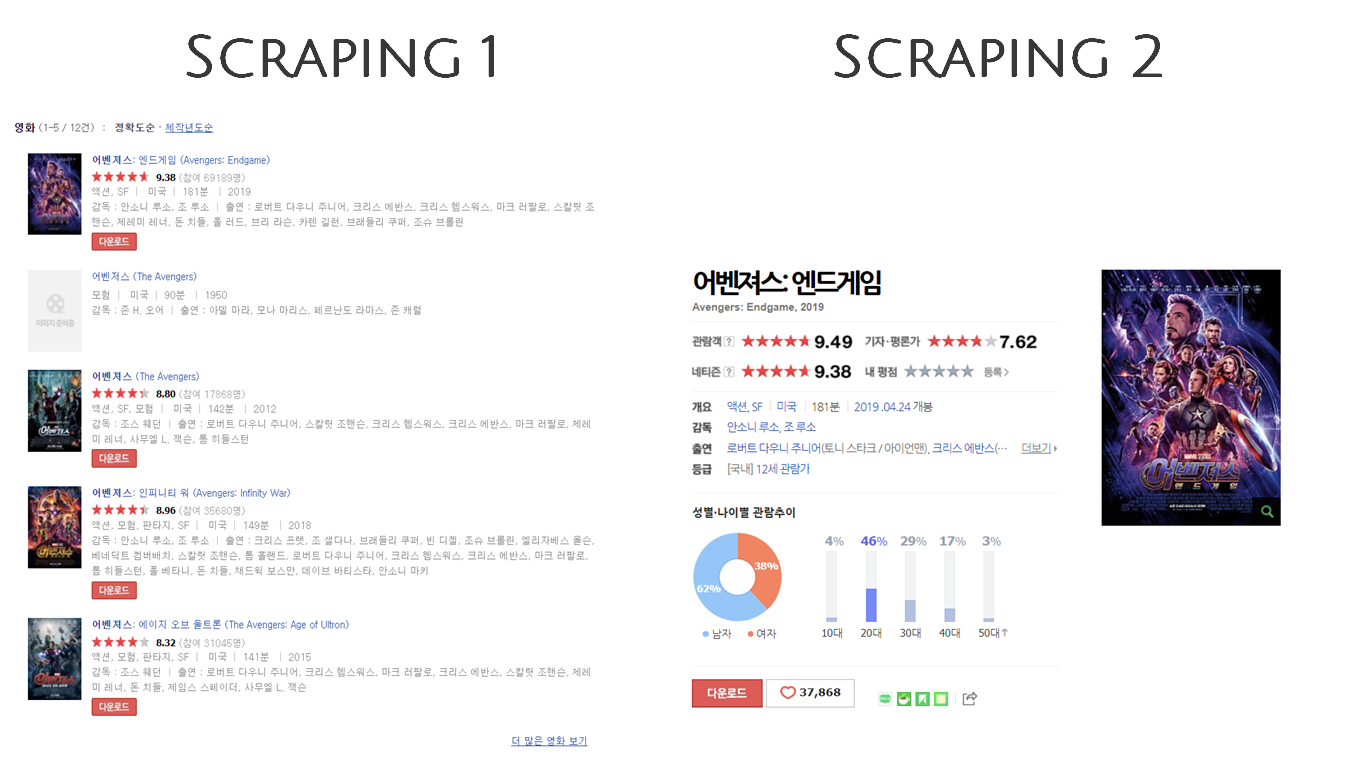 SCRAPING 1
SCRAPING 2
영화 (1-5 / 12건) : 정확도순 · 제작년도순
어벤져스: 엔드게임 (Avengers: Endgame)
9.38 (참여 69189명)
액션, SF | 미국 | 181분 | 2019
감독 : 안소니 루소, 조 루소 | 출연 : 로버트 다우니 주니어, 크리스 에반스, 크리스 헴스워스, 마크 러팔로, 스칼릿 조
핸슨, 제레미 레너, 돈 치들, 폴 러드, 브리 라슨, 카렌 길런, 브래들리 쿠퍼, 조슈 브롤린
다운로드
이미지 준비중
어벤저스 (The Avengers)
모험 | 미국 | 90분 | 1950
감독 : 존 H. 오어 | 출연 : 아델 마라, 모나 마리스, 페르난도 라마스, 존 캐럴
어벤져스 (The Avengers)
8.80 (참여 17868명)
액션, SF, 모험 | 미국 | 142분 | 2012
감독 : 조스 웨던 | 출연 : 로버트 다우니 주니어, 스칼릿 조핸슨, 크리스 헴스워스, 크리스 에반스, 마크 러팔로, 제레
미 레너, 사무엘 L. 잭슨, 톰 히들스턴
다운로드
어벤져스: 인피니티 워 (Avengers: Infinity War)
8.96 (참여 35680명)
액션, 모험, 판타지, SF | 미국 | 149분 | 2018
감독 : 안소니 루소, 조 루소 | 출연 : 크리스 프랫, 조 샐다나, 브래들리 쿠퍼, 빈 디젤, 조슈 브롤린, 엘리자베스 올슨,
베네딕트 컴버배치, 스칼릿 조핸슨, 톰 홀랜드, 로버트 다우니 주니어, 크리스 헴스워스, 크리스 에반스, 마크 러팔로,
톰 히들스턴, 폴 베타니, 돈 치들, 채드윅 보스만, 데이브 바티스타, 안소니 마키
다운로드
어벤져스: 에이지 오브 울트론 (The Avengers: Age of Ultron)
8.32 (참여 31045명)
액션, 모험, 판타지, SF | 미국 | 141분 | 2015
감독 : 조스 웨던 | 출연 : 로버트 다우니 주니어, 크리스 헴스워스, 마크 러팔로, 크리스 에반스, 스칼릿 조핸슨, 제레
미 레너, 돈 치들, 제임스 스페이더, 사무엘 L. 잭슨
다운로드
더 많은 영화 보기
어벤져스: 엔드게임
Avengers: Endgame, 2019
관람객 ? 9.49 기자·평론가 7.62
네티즌 ? 9.38 내 평점 등록
개요 액션, SF | 미국 | 181분 | 2019 .04.24 개봉
감독 안소니 루소, 조 루소
출연 로버트 다우니 주니어(토니 스타크 / 아이언맨), 크리스 에반스(··· 더보기
등급 [국내] 12세 관람가
성별·나이별 관람추이
62% 38%
남자 여자
4% 46% 29% 17% 3%
10대 20대 30대 40대 50대↑
다운로드 37,868
어벤져스
엔드게임